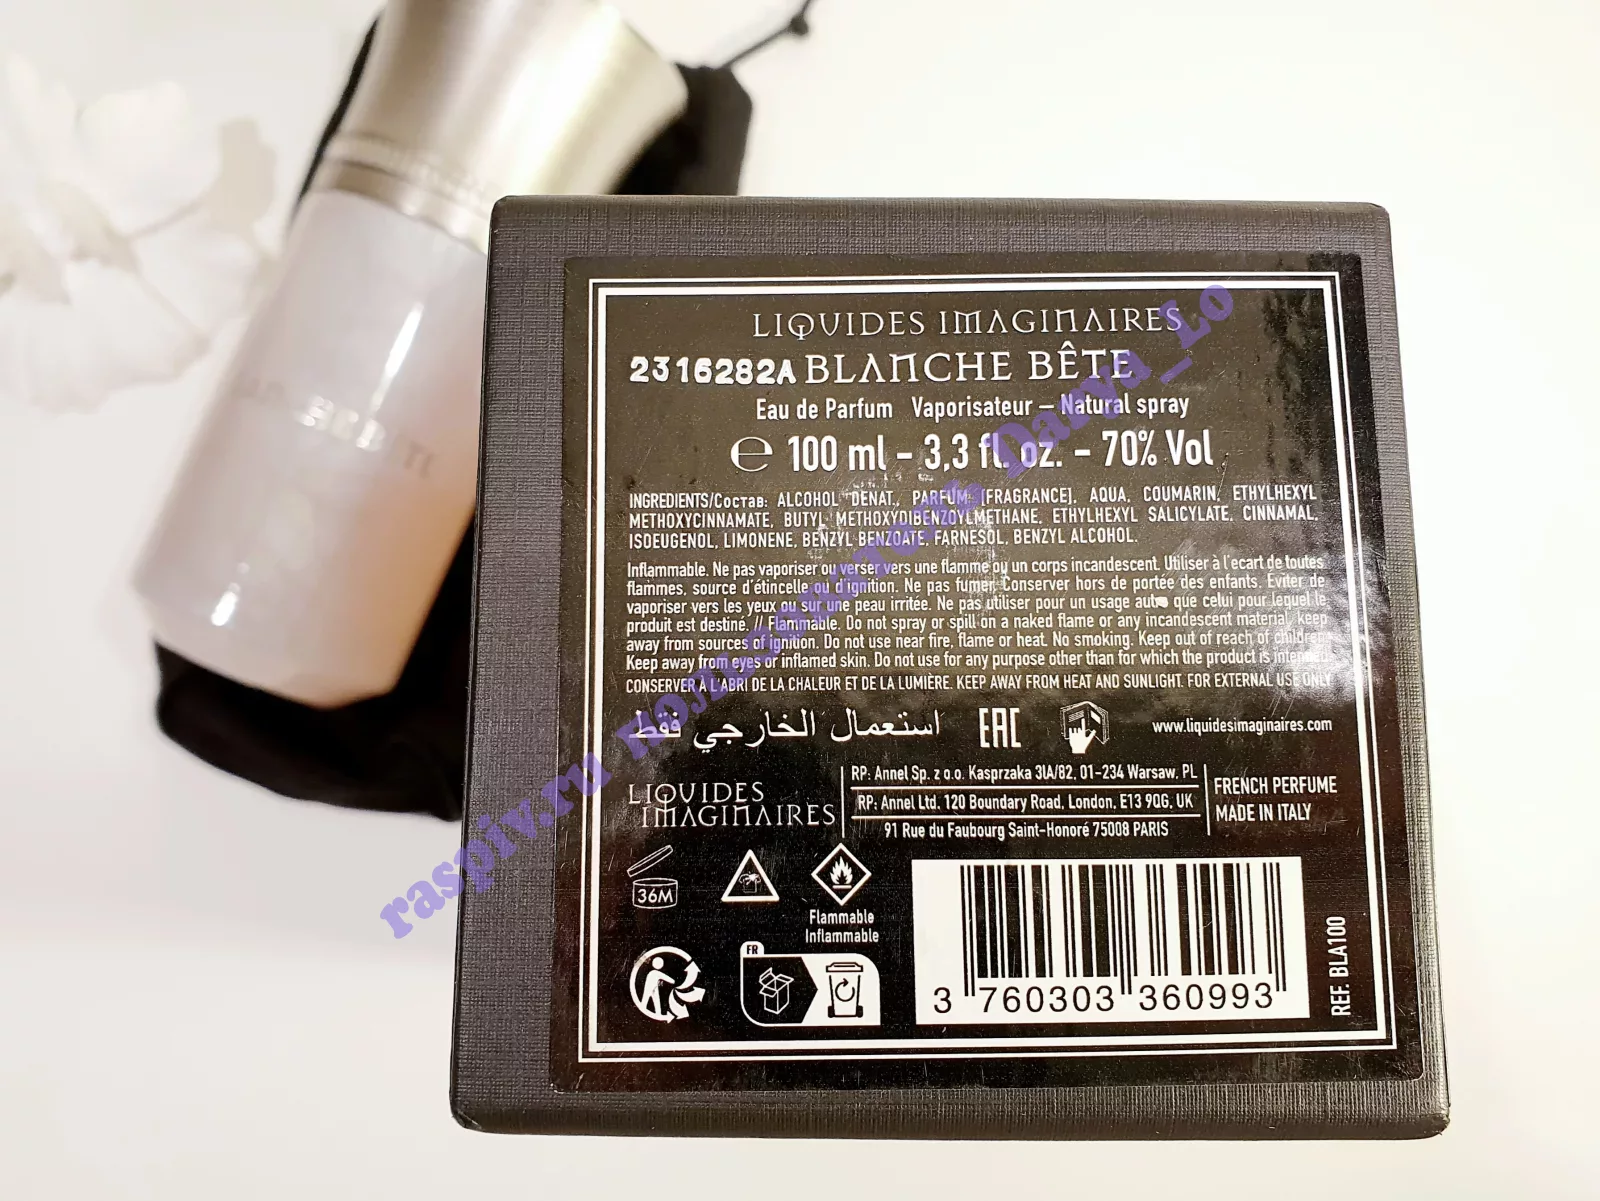 LIQUIDES IMAGINAIRES
2316282A BLANCHE BÊTE
Eau de Parfum Vaporisateur – Natural spray
℮ 100 ml – 3,3 fl. oz. – 70% Vol
INGREDIENTS/Состав: ALCOHOL DENAT., PARFUM (FRAGRANCE), AQUA, COUMARIN, ETHYLHEXYL
METHOXYCINNAMATE, BUTYL METHOXYDIBENZOYLMETHANE, ETHYLHEXYL SALICYLATE, CINNAMAL,
ISOEUGENOL, LIMONENE, BENZYL BENZOATE, FARNESOL, BENZYL ALCOHOL.
Inflammable. Ne pas vaporiser ou verser vers une flamme ou un corps incandescent. Utiliser à l'ecart de toutes
flammes, source d'étincelle ou d'ignition. Ne pas fumer. Conserver hors de portée des enfants. Éviter de
vaporiser vers les yeux ou sur une peau irritée. Ne pas utiliser pour un usage autre que celui pour lequel le
produit est destiné. // Flammable. Do not spray or spill on a naked flame or any incandescent material, keep
away from sources of ignition. Do not use near fire, flame or heat. No smoking. Keep out of reach of children.
Keep away from eyes or inflamed skin. Do not use for any purpose other than for which the product is intended.
CONSERVER À L'ABRI DE LA CHALEUR ET DE LA LUMIÈRE. KEEP AWAY FROM HEAT AND SUNLIGHT. FOR EXTERNAL USE ONLY
استعمال الخارجي فقط
EAC
www.liquidesimaginaires.com
LIQUIDES
IMAGINAIRES
RP: Annel Sp. z o.o. Kasprzaka 31A/82, 01-234 Warsaw, PL
RP: Annel Ltd. 120 Boundary Road, London, E13 9QG, UK
91 Rue du Faubourg Saint-Honoré 75008 PARIS
FRENCH PERFUME
MADE IN ITALY
36M
Flammable
Inflammable
FR
3 760303 360993
REF. BLA100
raspiv.ru пользователь Darya_Lo